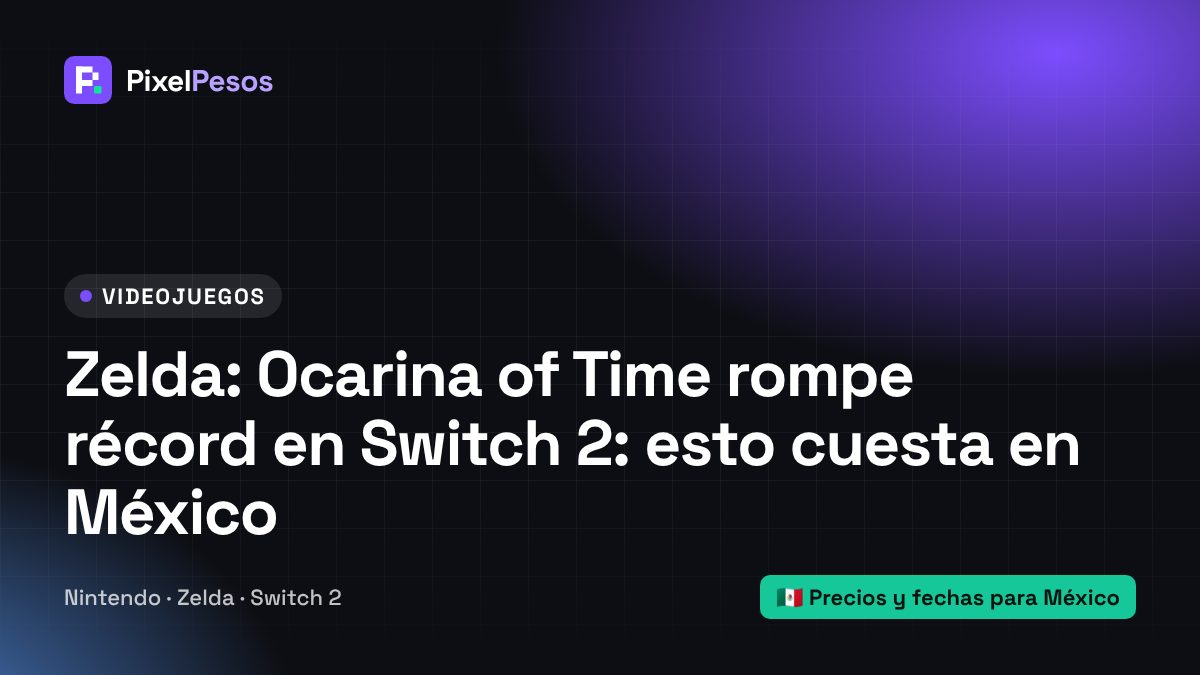 PixelPesos
VIDEOJUEGOS
Zelda: Ocarina of Time rompe
récord en Switch 2: esto cuesta en
México
Nintendo · Zelda · Switch 2
🇲🇽 Precios y fechas para México